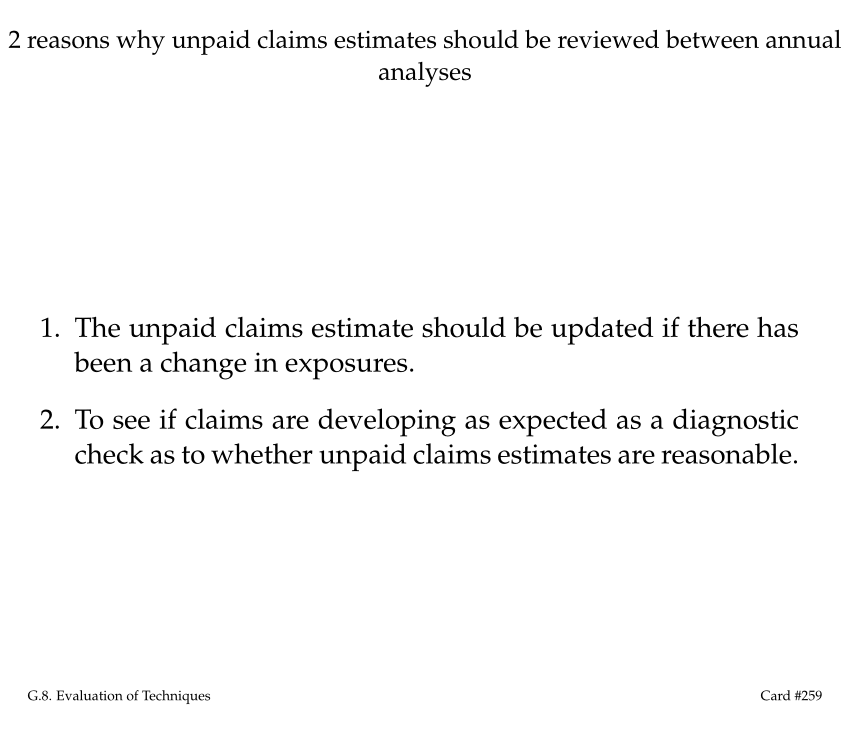 2 reasons why unpaid claims estimates should be reviewed between annual
analyses
1. The unpaid claims estimate should be updated if there has
been a change in exposures.
2. To see if claims are developing as expected as a diagnostic
check as to whether unpaid claims estimates are reasonable.
G.8. Evaluation of Techniques
Card #259